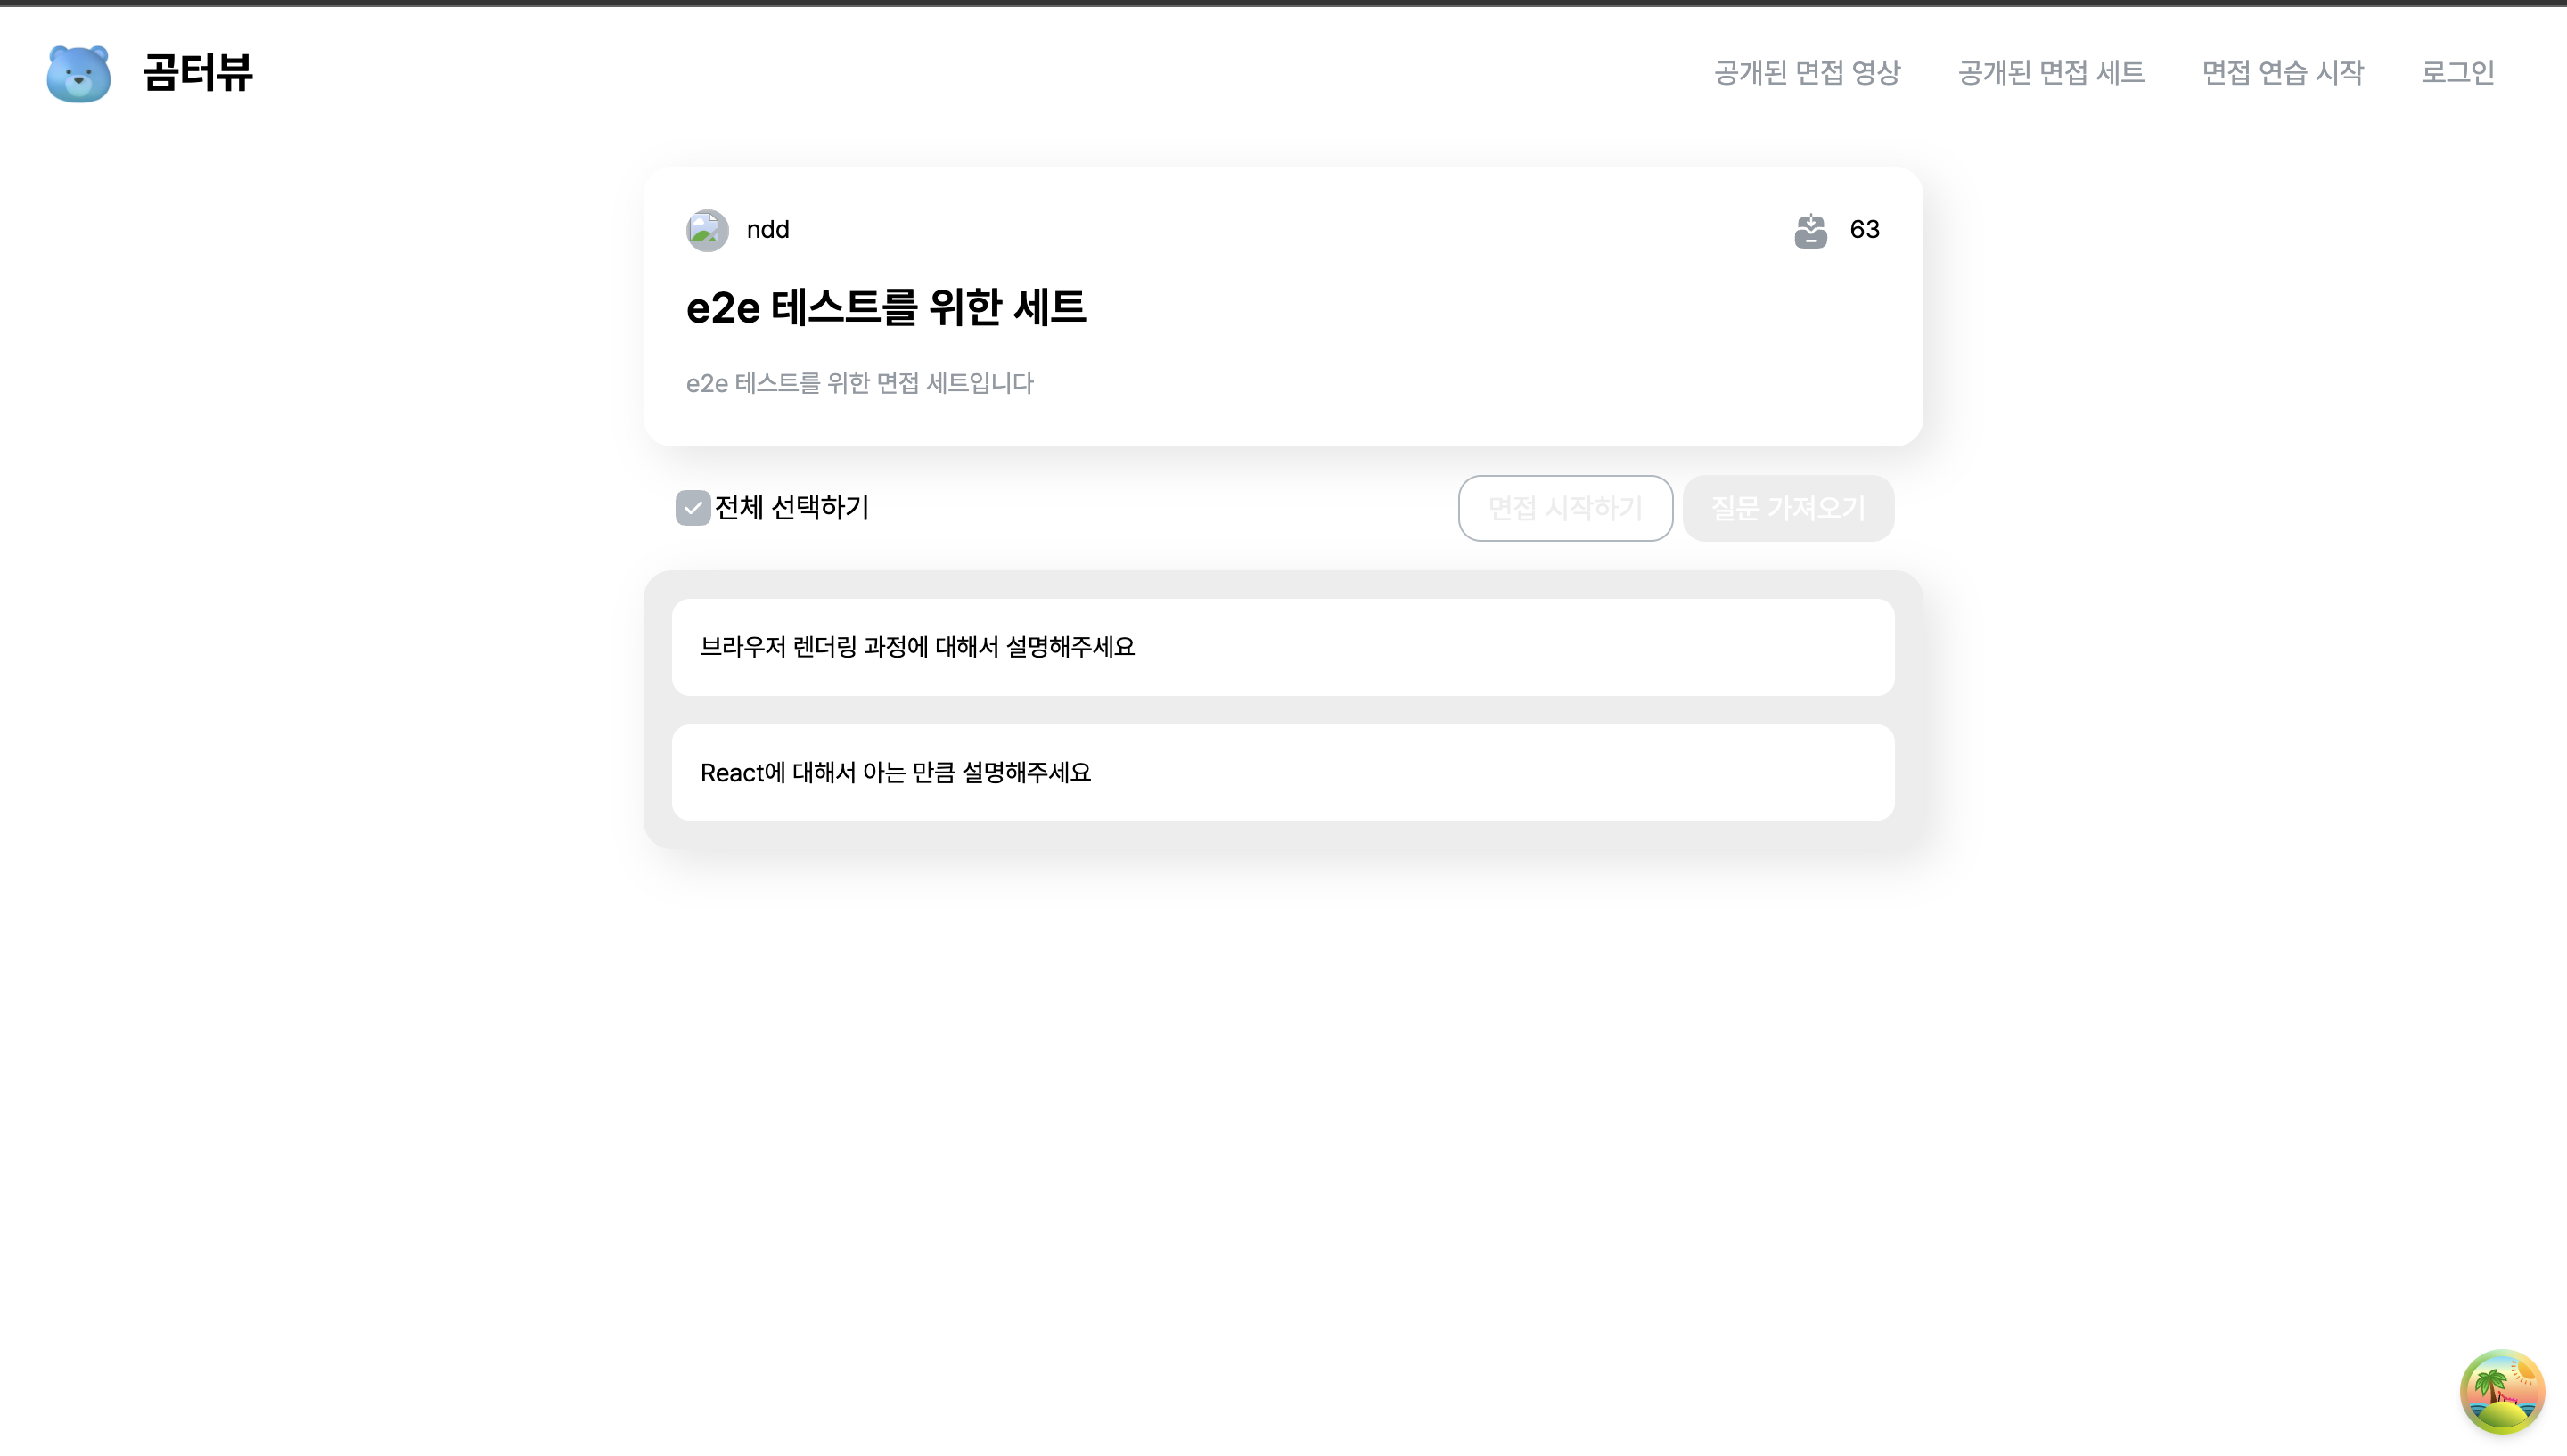 곰터뷰
공개된 면접 영상
공개된 면접 세트
면접 연습 시작
로그인
ndd
63
e2e 테스트를 위한 세트
e2e 테스트를 위한 면접 세트입니다
전체 선택하기
면접 시작하기
질문 가져오기
브라우저 렌더링 과정에 대해서 설명해주세요
React에 대해서 아는 만큼 설명해주세요